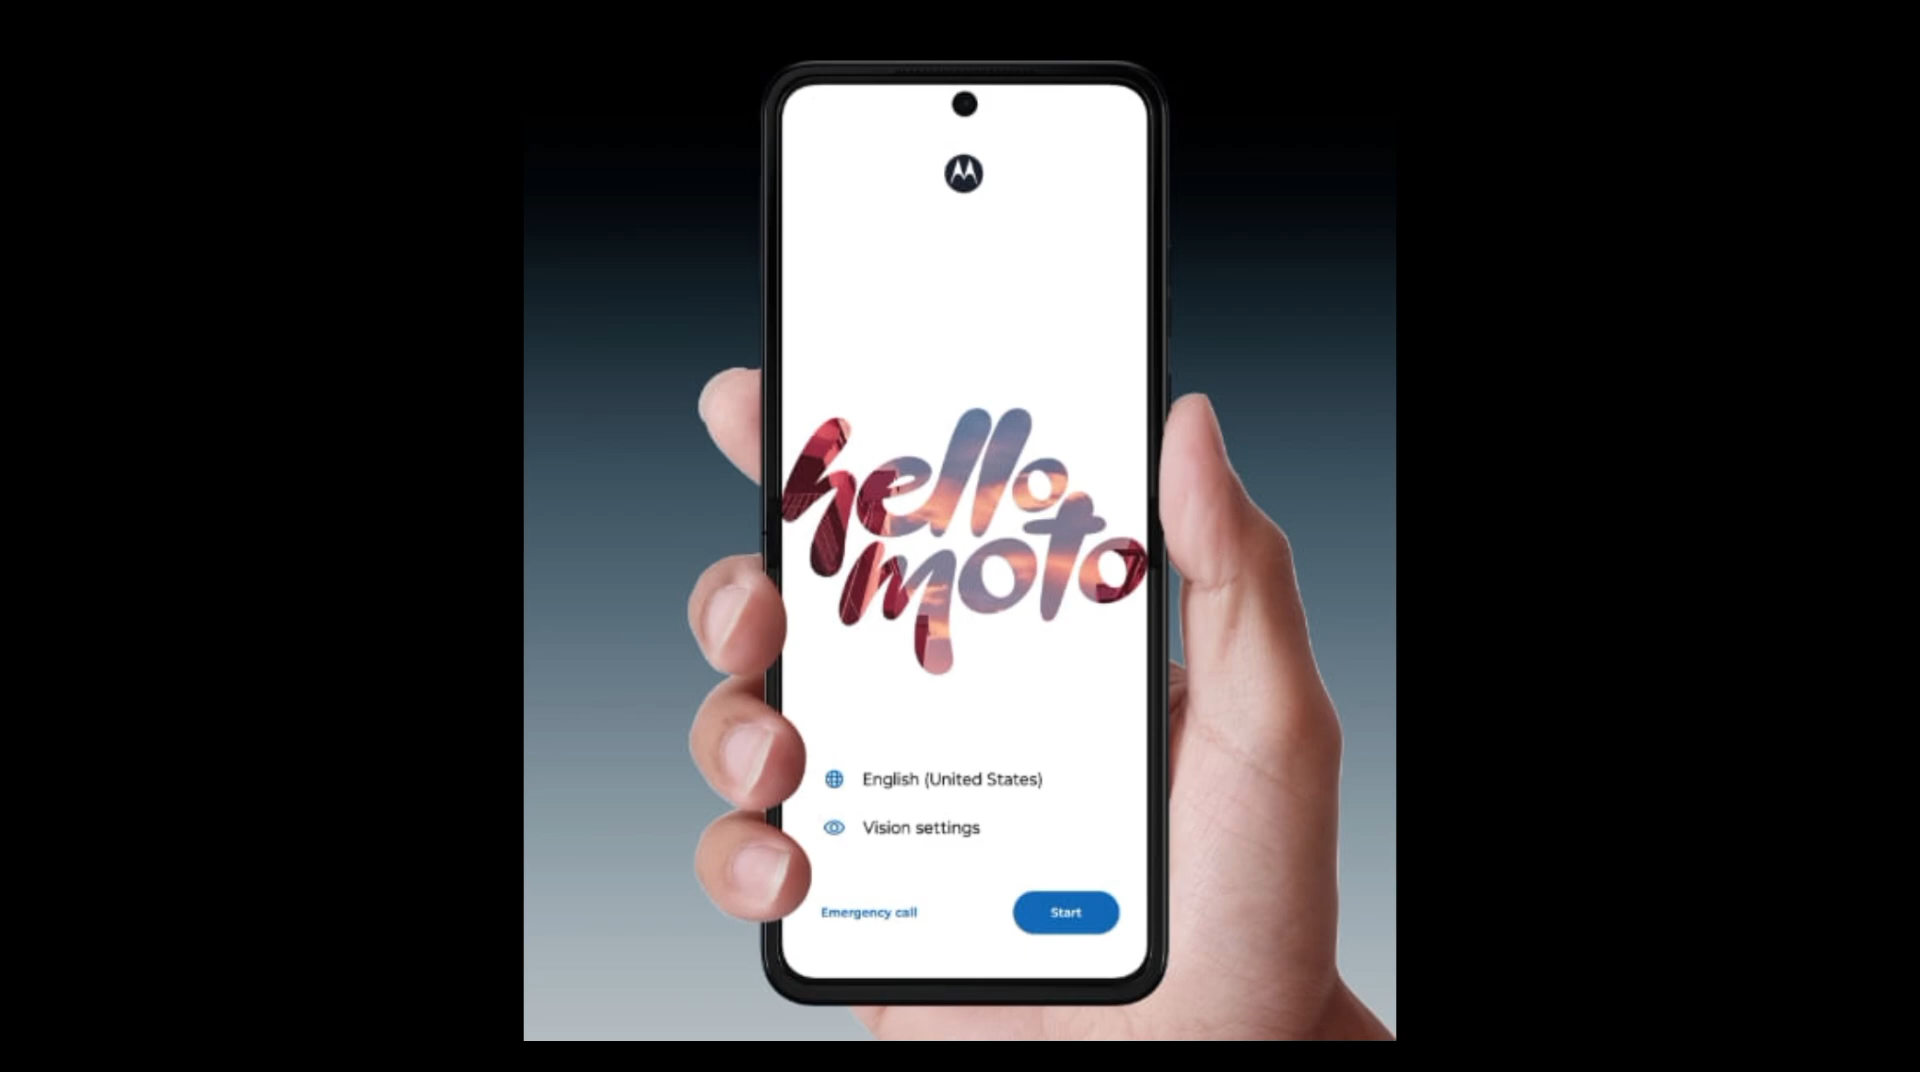 hello
moto
English (United States)
Vision settings
Emergency call
Start